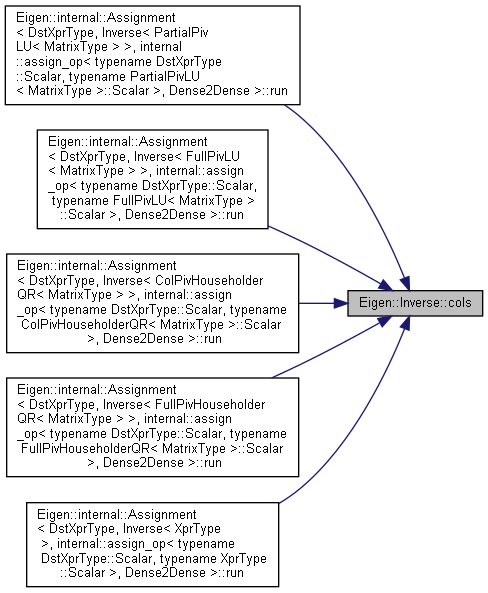 Eigen::internal::Assignment
< DstXprType, Inverse< PartialPiv
LU< MatrixType > >, internal
::assign_op< typename DstXprType
::Scalar, typename PartialPivLU
< MatrixType >::Scalar >, Dense2Dense >::run
Eigen::internal::Assignment
< DstXprType, Inverse< FullPivLU
< MatrixType > >, internal::assign
_op< typename DstXprType::Scalar,
typename FullPivLU< MatrixType >
::Scalar >, Dense2Dense >::run
Eigen::internal::Assignment
< DstXprType, Inverse< ColPivHouseholder
QR< MatrixType > >, internal::assign
_op< typename DstXprType::Scalar, typename
ColPivHouseholderQR< MatrixType >::Scalar
>, Dense2Dense >::run
Eigen::Inverse::cols
Eigen::internal::Assignment
< DstXprType, Inverse< FullPivHouseholder
QR< MatrixType > >, internal::assign
_op< typename DstXprType::Scalar, typename
FullPivHouseholderQR< MatrixType >::Scalar
>, Dense2Dense >::run
Eigen::internal::Assignment
< DstXprType, Inverse< XprType
>, internal::assign_op< typename
DstXprType::Scalar, typename XprType
::Scalar >, Dense2Dense >::run